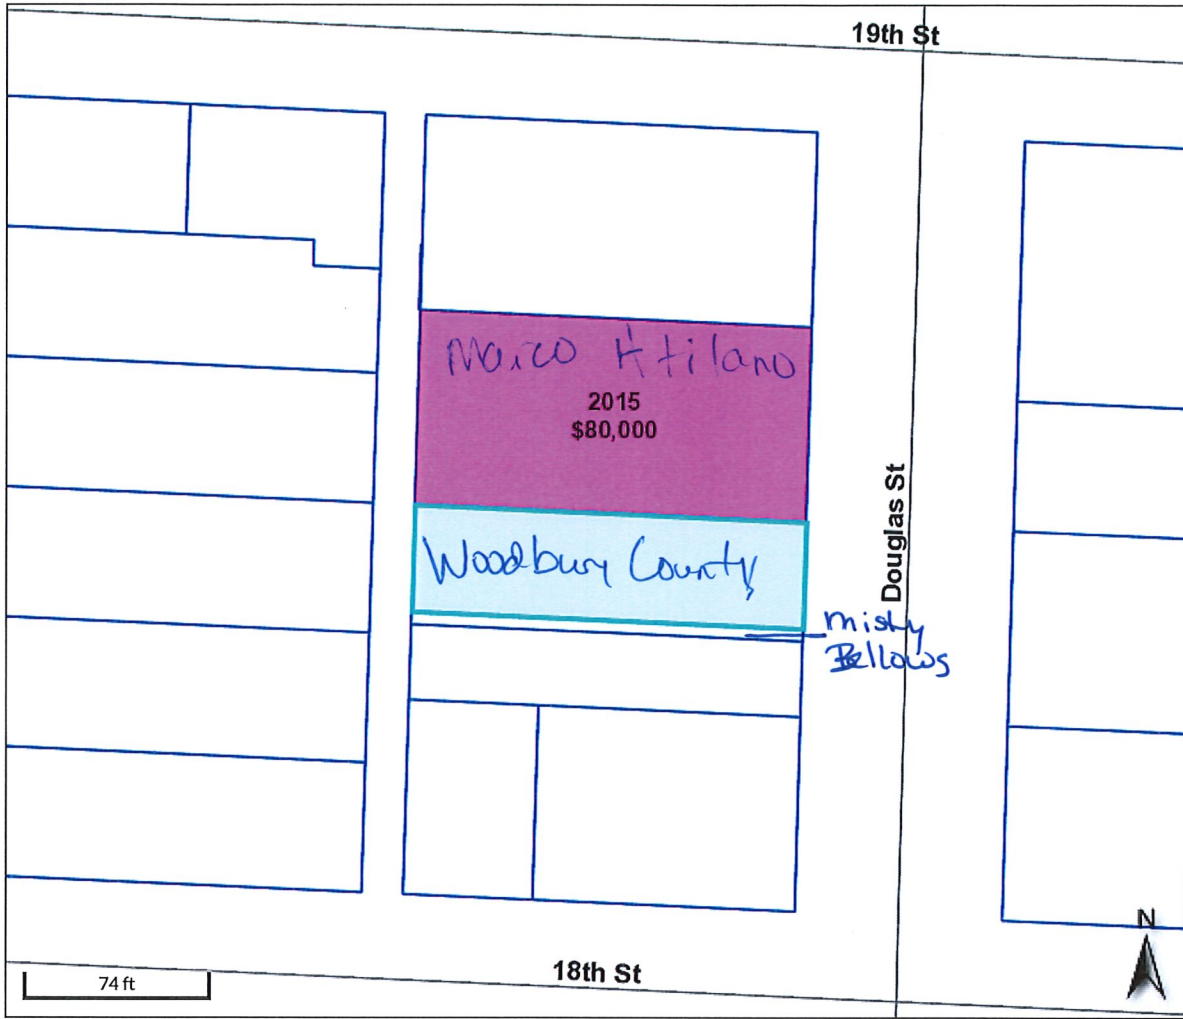 19th St
Marco Atilano
2015
$80,000
Douglas St
Woodbury County
Misty
Bellows
18th St
74 ft
N